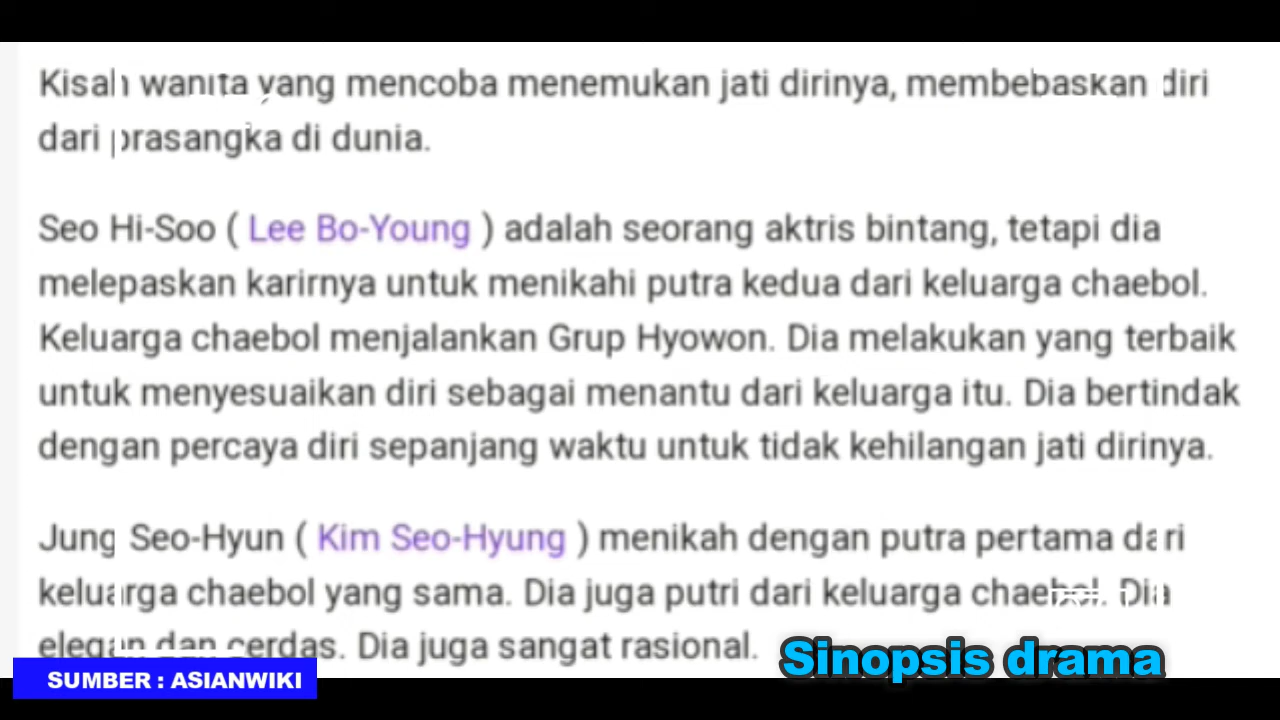 Kisah wanita yang mencoba menemukan jati dirinya, membebaskan diri
dari prasangka di dunia.
Seo Hi-Soo ( Lee Bo-Young ) adalah seorang aktris bintang, tetapi dia
melepaskan karirnya untuk menikahi putra kedua dari keluarga chaebol.
Keluarga chaebol menjalankan Grup Hyowon. Dia melakukan yang terbaik
untuk menyesuaikan diri sebagai menantu dari keluarga itu. Dia bertindak
dengan percaya diri sepanjang waktu untuk tidak kehilangan jati dirinya.
Jung Seo-Hyun ( Kim Seo-Hyung ) menikah dengan putra pertama dari
keluarga chaebol yang sama. Dia juga putri dari keluarga chaebol. Dia
elegan dan cerdas. Dia juga sangat rasional.
Sinopsis drama
SUMBER : ASIANWIKI